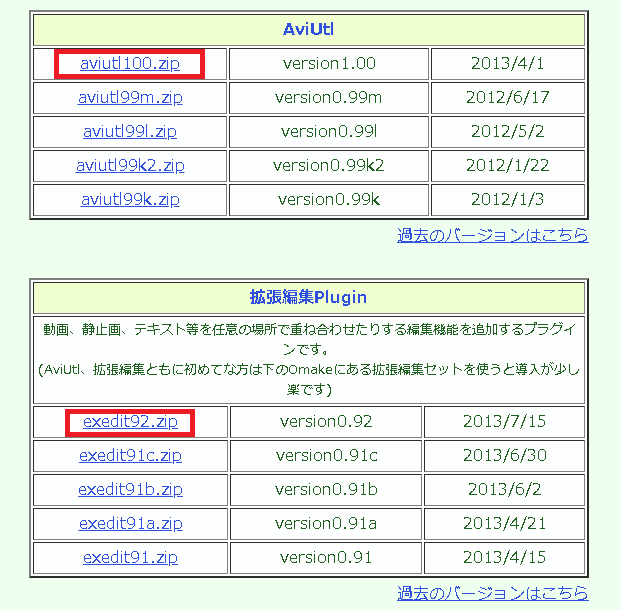 AviUtl
aviutl100.zip version1.00 2013/4/1
aviutl99m.zip version0.99m 2012/6/17
aviutl99l.zip version0.99l 2012/5/2
aviutl99k2.zip version0.99k2 2012/1/22
aviutl99k.zip version0.99k 2012/1/3
過去のバージョンはこちら
拡張編集Plugin
動画、静止画、テキスト等を任意の場所で重ね合わせたりする編集機能を追加するプラグイ
ンです。
(AviUtl、拡張編集ともに初めてな方は下のOmakeにある拡張編集セットを使うと導入が少し
楽です)
exedit92.zip version0.92 2013/7/15
exedit91c.zip version0.91c 2013/6/30
exedit91b.zip version0.91b 2013/6/2
exedit91a.zip version0.91a 2013/4/21
exedit91.zip version0.91 2013/4/15
過去のバージョンはこちら